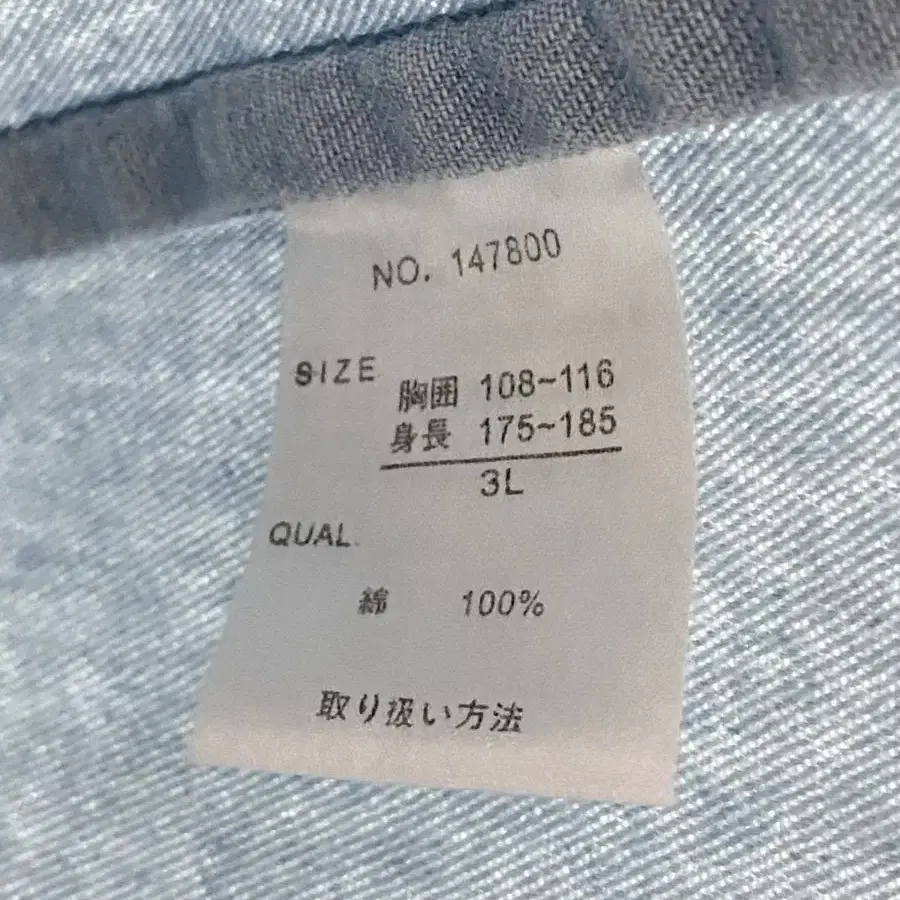 NO. 147800
SIZE
胸囲 108~116
身長 175~185
3L
QUAL.
綿 100%
取り扱い方法